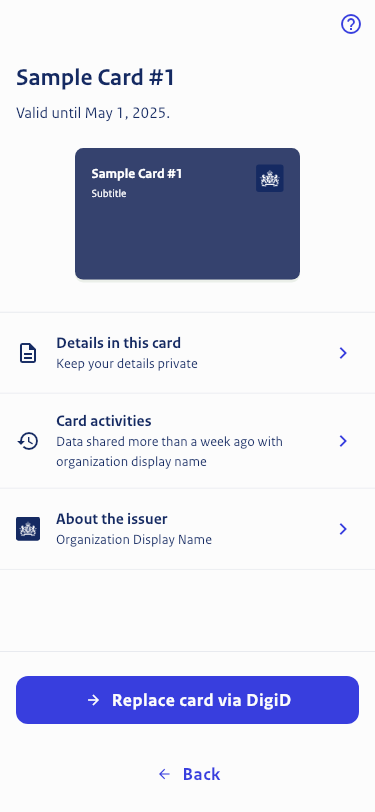 Sample Card #1
Valid until May 1, 2025.
Sample Card #1
Subtitle
Details in this card
Keep your details private
Card activities
Data shared more than a week ago with
organization display name
About the issuer
Organization Display Name
Replace card via DigiD
Back